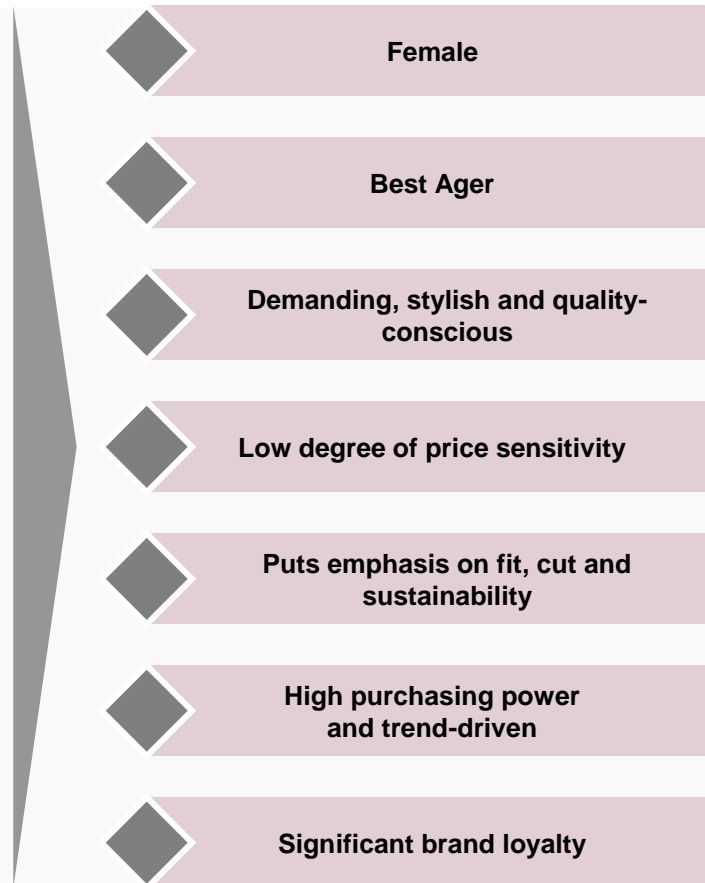 Female
Best Ager
Demanding, stylish and quality-
conscious
Low degree of price sensitivity
Puts emphasis on fit, cut and
sustainability
High purchasing power
and trend-driven
Significant brand loyalty